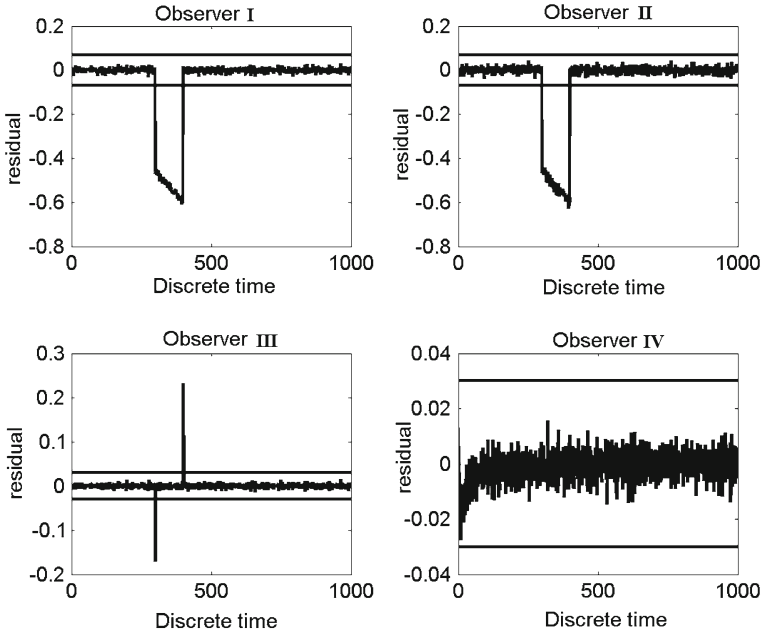 Observer I
0.2
0
-0.2
-0.4
-0.6
-0.8
residual
0
500
1000
Discrete time
Observer II
0.2
0
-0.2
-0.4
-0.6
-0.8
residual
0
500
1000
Discrete time
Observer III
0.3
0.2
0.1
0
-0.1
-0.2
residual
0
500
1000
Discrete time
Observer IV
0.04
0.02
0
-0.02
-0.04
residual
0
500
1000
Discrete time